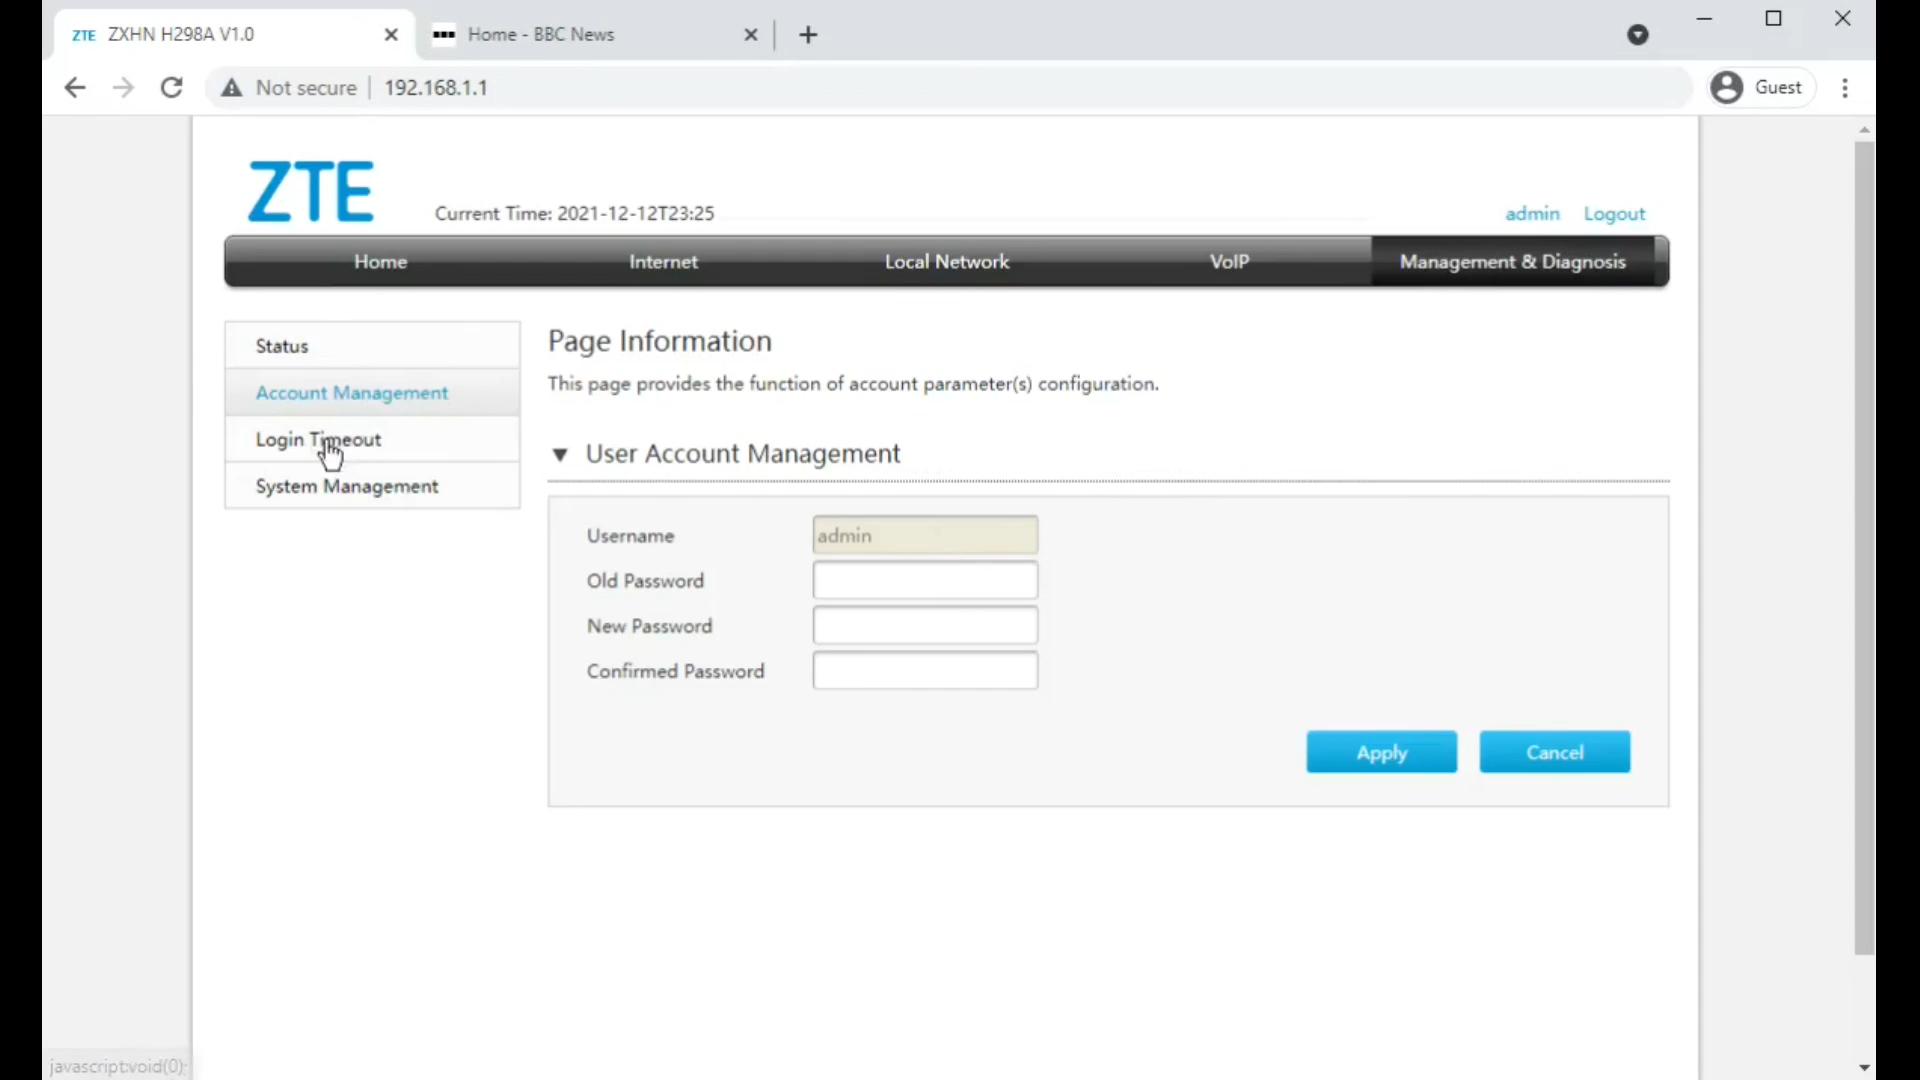 ZTE ZXHN H298A V1.0
Home - BBC News
Not secure 192.168.1.1
Guest
ZTE
Current Time: 2021-12-12T23:25
admin Logout
Home Internet Local Network VoIP Management & Diagnosis
Status
Account Management
Login Timeout
System Management
Page Information
This page provides the function of account parameter(s) configuration.
User Account Management
Username admin
Old Password
New Password
Confirmed Password
Apply Cancel
javascript:void(0);